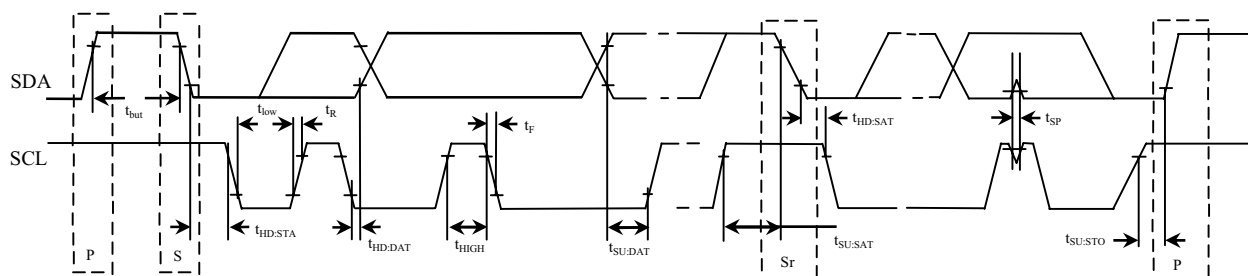 SDA
t_but
t_low
t_R
t_F
t_HD:SAT
t_SP
SCL
t_HD:STA
t_HD:DAT
t_HIGH
t_SU:DAT
t_SU:SAT
t_SU:STO
P
S
Sr
P